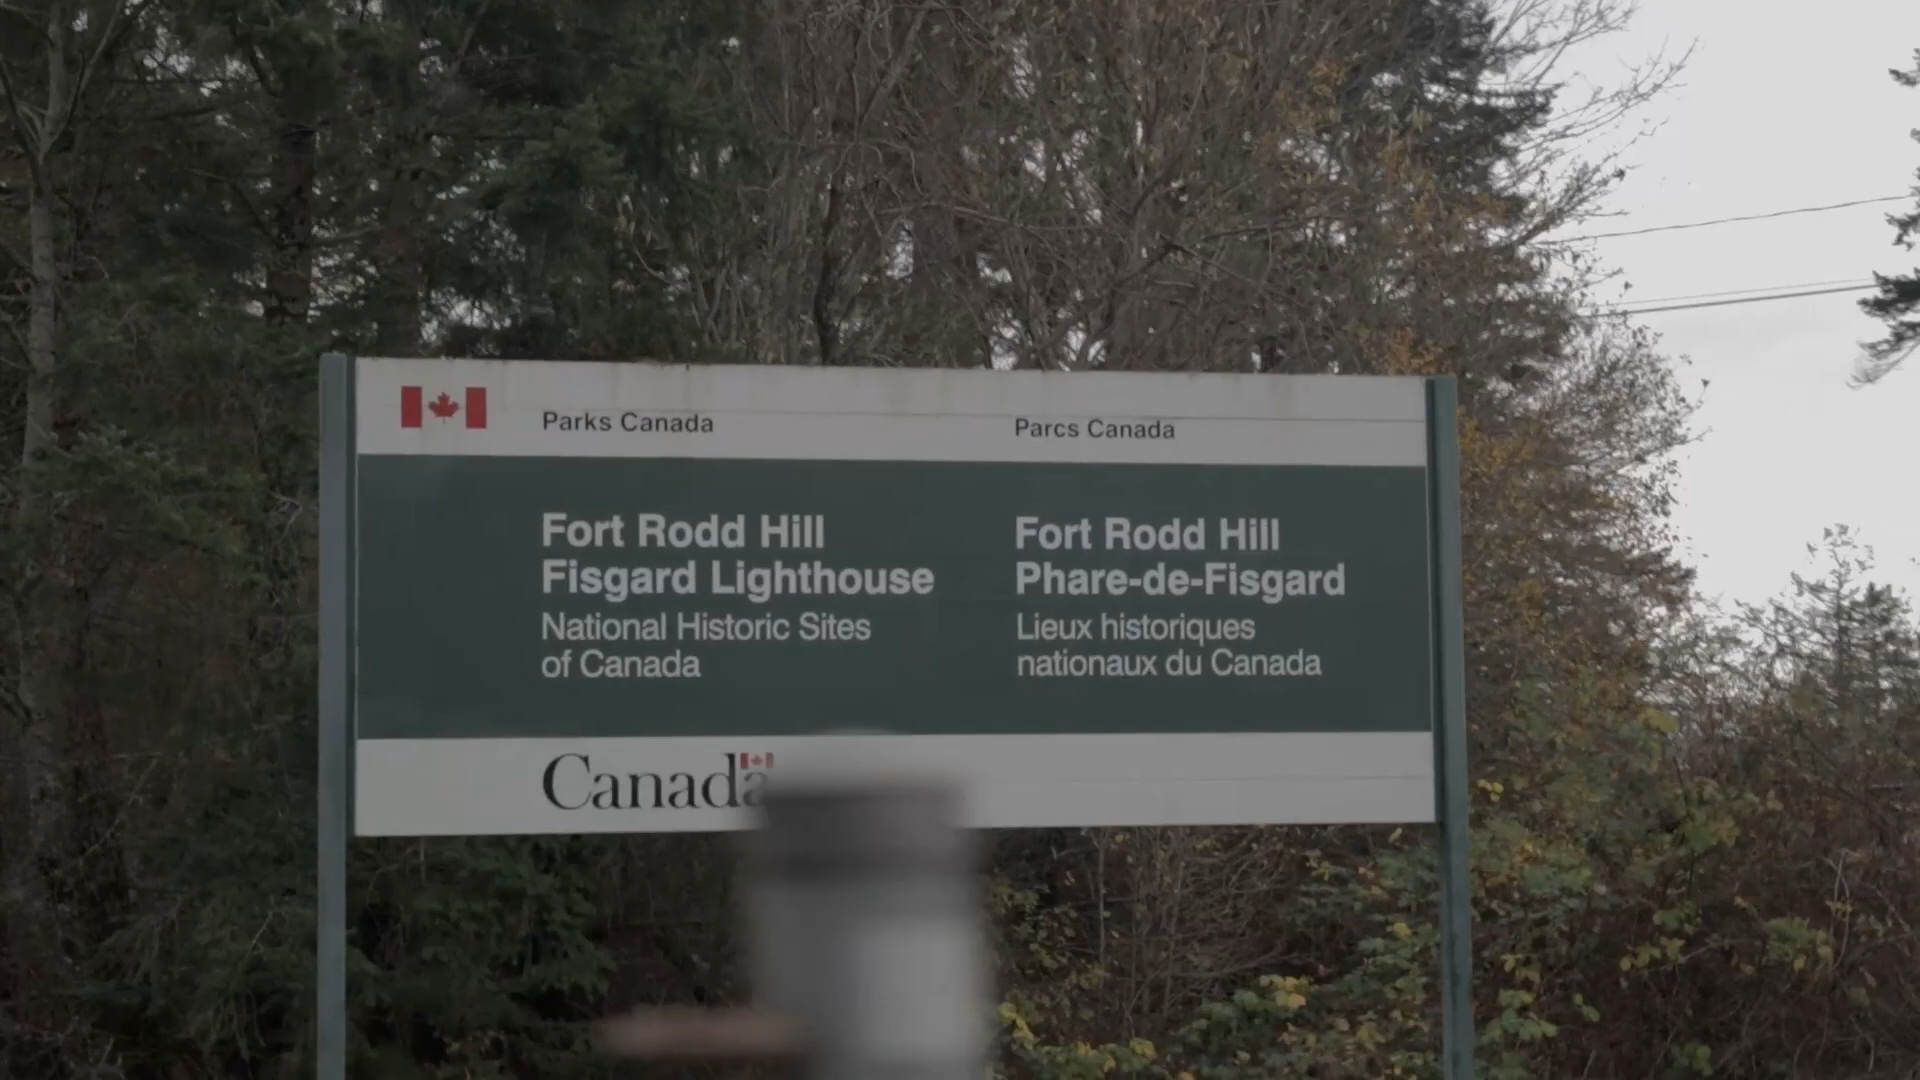 Parks Canada
Parcs Canada
Fort Rodd Hill
Fisgard Lighthouse
National Historic Sites
of Canada
Fort Rodd Hill
Phare-de-Fisgard
Lieux historiques
nationaux du Canada
Canada